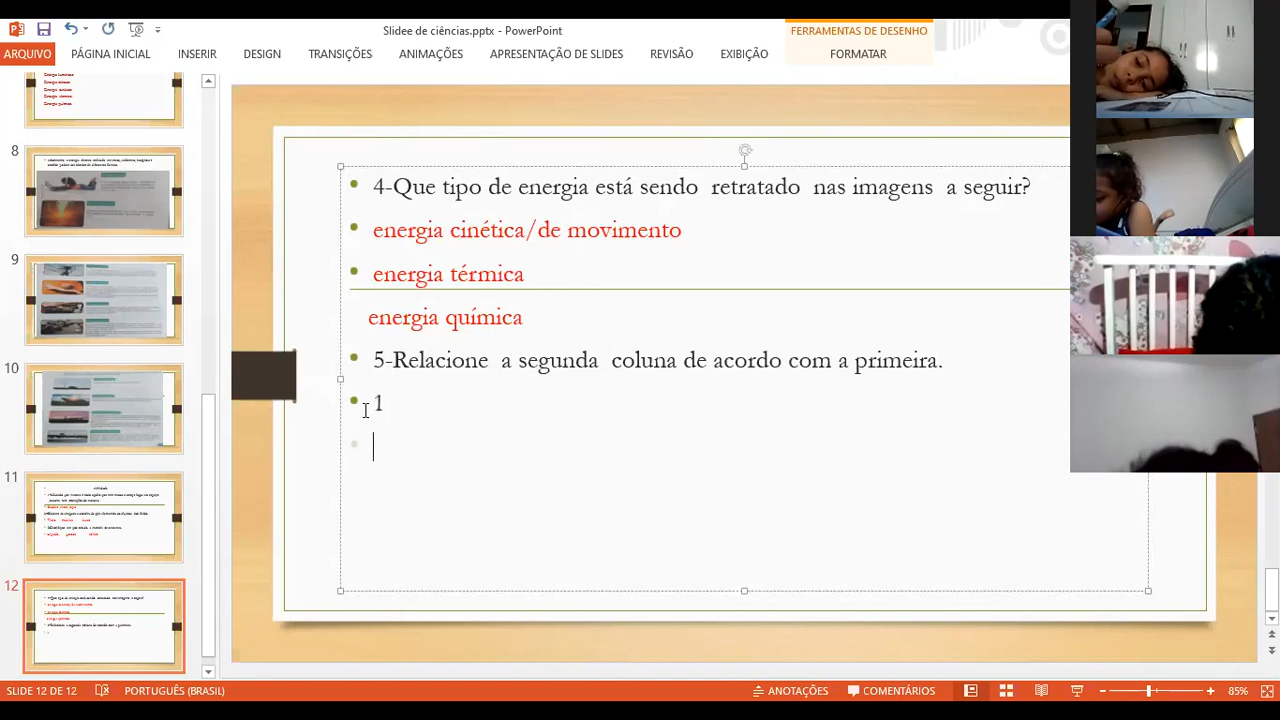 Slidee de ciências.pptx - PowerPoint
FERRAMENTAS DE DESENHO
ARQUIVO PÁGINA INICIAL INSERIR DESIGN TRANSIÇÕES ANIMAÇÕES APRESENTAÇÃO DE SLIDES REVISÃO EXIBIÇÃO FORMATAR
8
9
10
11
12
4-Que tipo de energia está sendo retratado nas imagens a seguir?
energia cinética/de movimento
energia térmica
energia química
5-Relacione a segunda coluna de acordo com a primeira.
1
SLIDE 12 DE 12 PORTUGUÊS (BRASIL) ANOTAÇÕES COMENTÁRIOS 85%